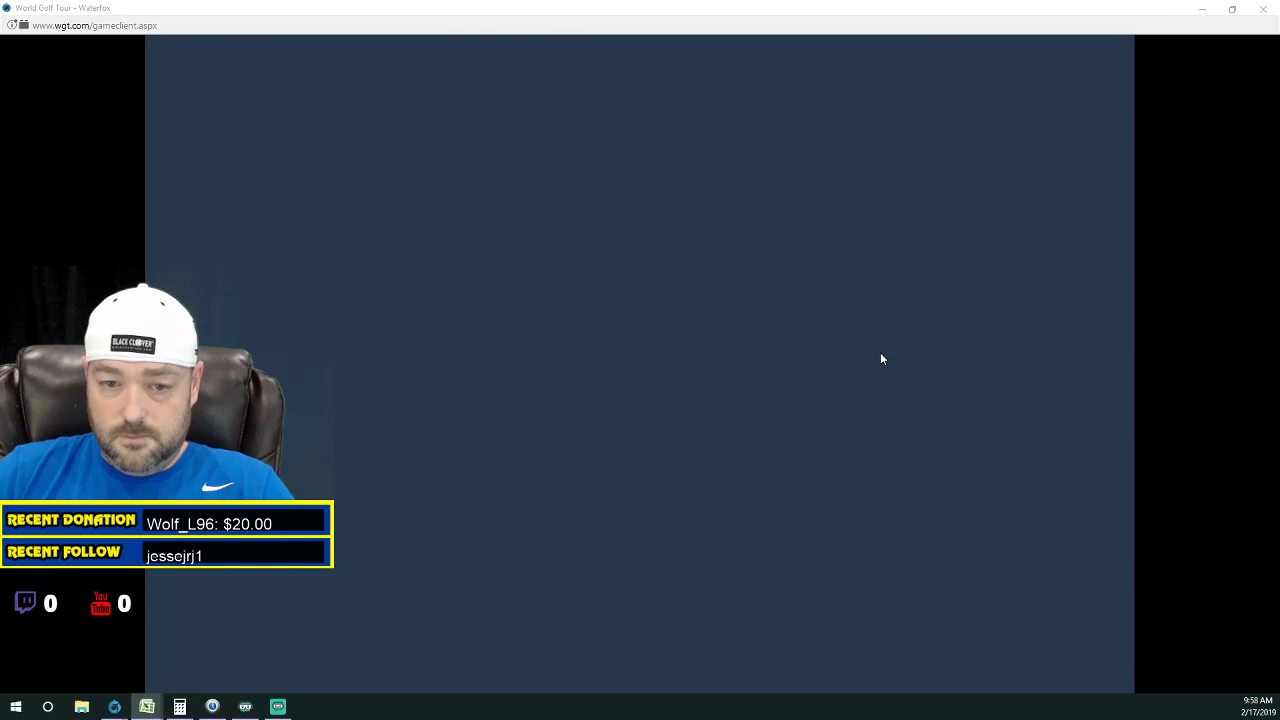 World Golf Tour - Waterfox
www.wgt.com/gameclient.aspx
BLACK CLOVER
RECENT DONATION
Wolf_L96: $20.00
RECENT FOLLOW
jessejrj1
0
You
Tube
0
9:58 AM
2/17/2019